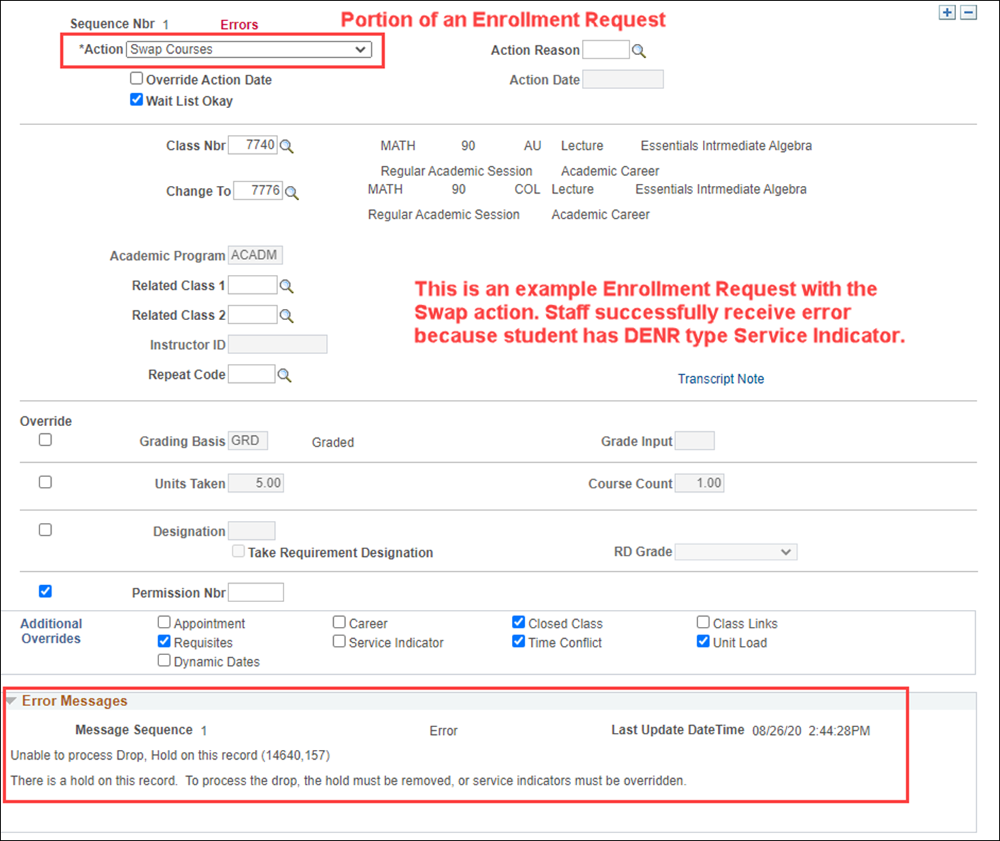 Portion of an Enrollment Request
Sequence Nbr 1 Errors
*Action Swap Courses
Action Reason
Override Action Date
Action Date
Wait List Okay
Class Nbr 7740 MATH 90 AU Lecture Essentials Intrmediate Algebra
Regular Academic Session Academic Career
Change To 7776 MATH 90 COL Lecture Essentials Intrmediate Algebra
Regular Academic Session Academic Career
Academic Program ACADM
Related Class 1
This is an example Enrollment Request with the
Swap action. Staff successfully receive error
because student has DENR type Service Indicator.
Related Class 2
Instructor ID
Repeat Code
Transcript Note
Override
Grading Basis GRD Graded Grade Input
Units Taken 5.00 Course Count 1.00
Designation
Take Requirement Designation RD Grade
Permission Nbr
Additional
Overrides
Appointment Career Closed Class Class Links
Requisites Service Indicator Time Conflict Unit Load
Dynamic Dates
Error Messages
Message Sequence 1 Error Last Update DateTime 08/26/20 2:44:28PM
Unable to process Drop, Hold on this record (14640,157)
There is a hold on this record. To process the drop, the hold must be removed, or service indicators must be overridden.